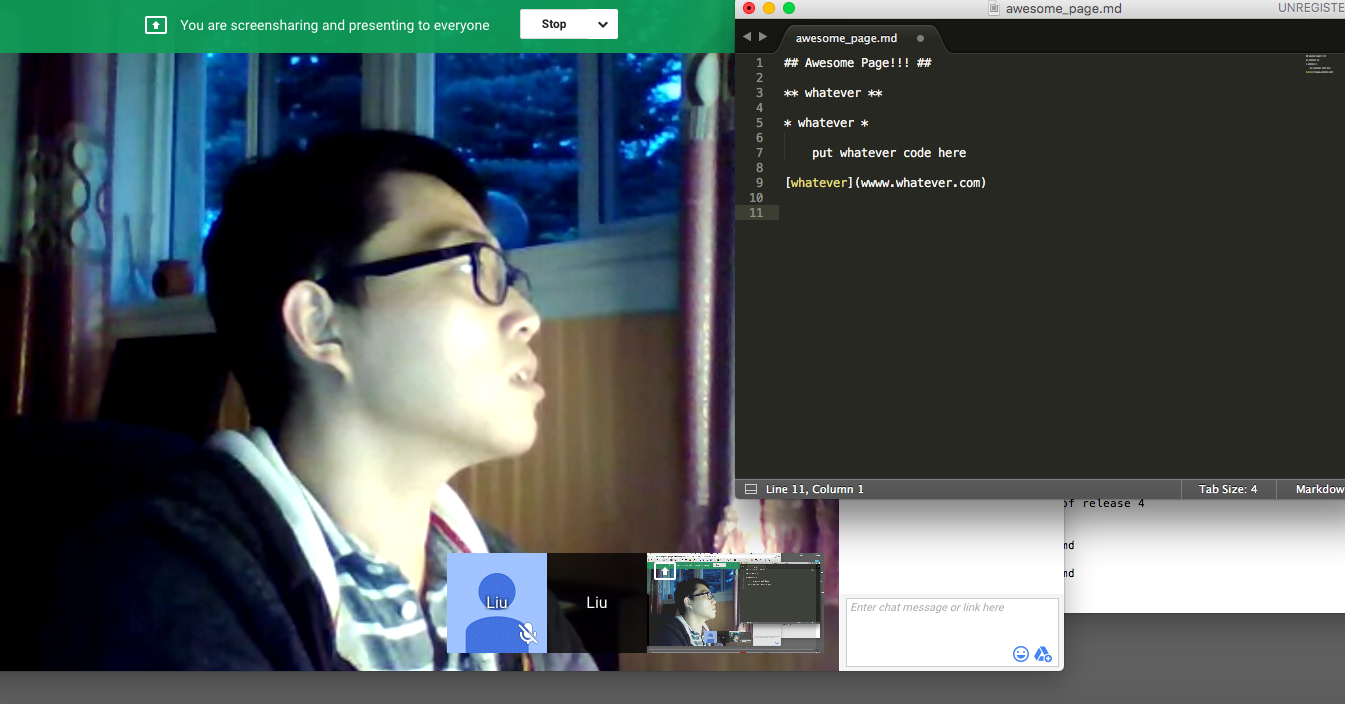 You are screensharing and presenting to everyone
Stop
awesome_page.md
UNREGISTE
awesome_page.md
1 ## Awesome Page!!! ##
2
3 ** whatever **
4
5 * whatever *
6
7 put whatever code here
8
9 [whatever](wwww.whatever.com)
10
11
Line 11, Column 1
Tab Size: 4
Markdow
of release 4
md
md
Liu
Liu
Enter chat message or link here